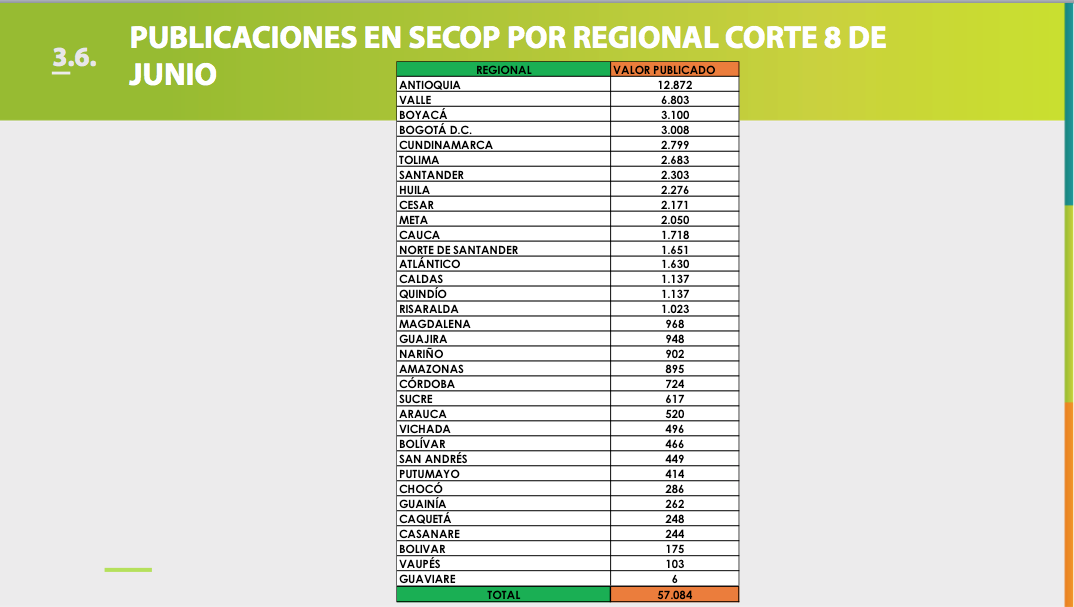 3.6.
PUBLICACIONES EN SECOP POR REGIONAL CORTE 8 DE
JUNIO
REGIONAL VALOR PUBLICADO
ANTIOQUIA 12.872
VALLE 6.803
BOYACÁ 3.100
BOGOTÁ D.C. 3.008
CUNDINAMARCA 2.799
TOLIMA 2.683
SANTANDER 2.303
HUILA 2.276
CESAR 2.171
META 2.050
CAUCA 1.718
NORTE DE SANTANDER 1.651
ATLÁNTICO 1.630
CALDAS 1.137
QUINDÍO 1.137
RISARALDA 1.023
MAGDALENA 968
GUAJIRA 948
NARIÑO 902
AMAZONAS 895
CÓRDOBA 724
SUCRE 617
ARAUCA 520
VICHADA 496
BOLÍVAR 466
SAN ANDRÉS 449
PUTUMAYO 414
CHOCÓ 286
GUAINÍA 262
CAQUETÁ 248
CASANARE 244
BOLIVAR 175
VAUPÉS 103
GUAVIARE 6
TOTAL 57.084